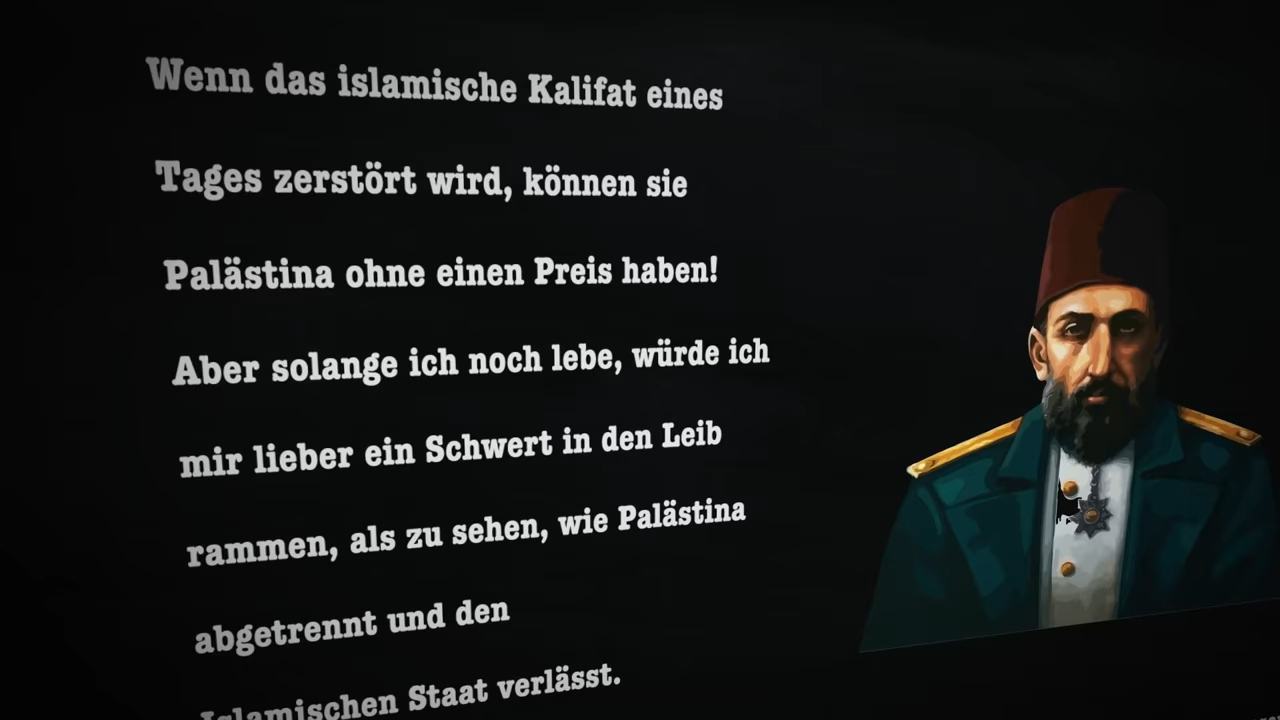 Wenn das islamische Kalifat eines
Tages zerstört wird, können sie
Palästina ohne einen Preis haben!
Aber solange ich noch lebe, würde ich
mir lieber ein Schwert in den Leib
rammen, als zu sehen, wie Palästina
abgetrennt und den
Islamischen Staat verlässt.